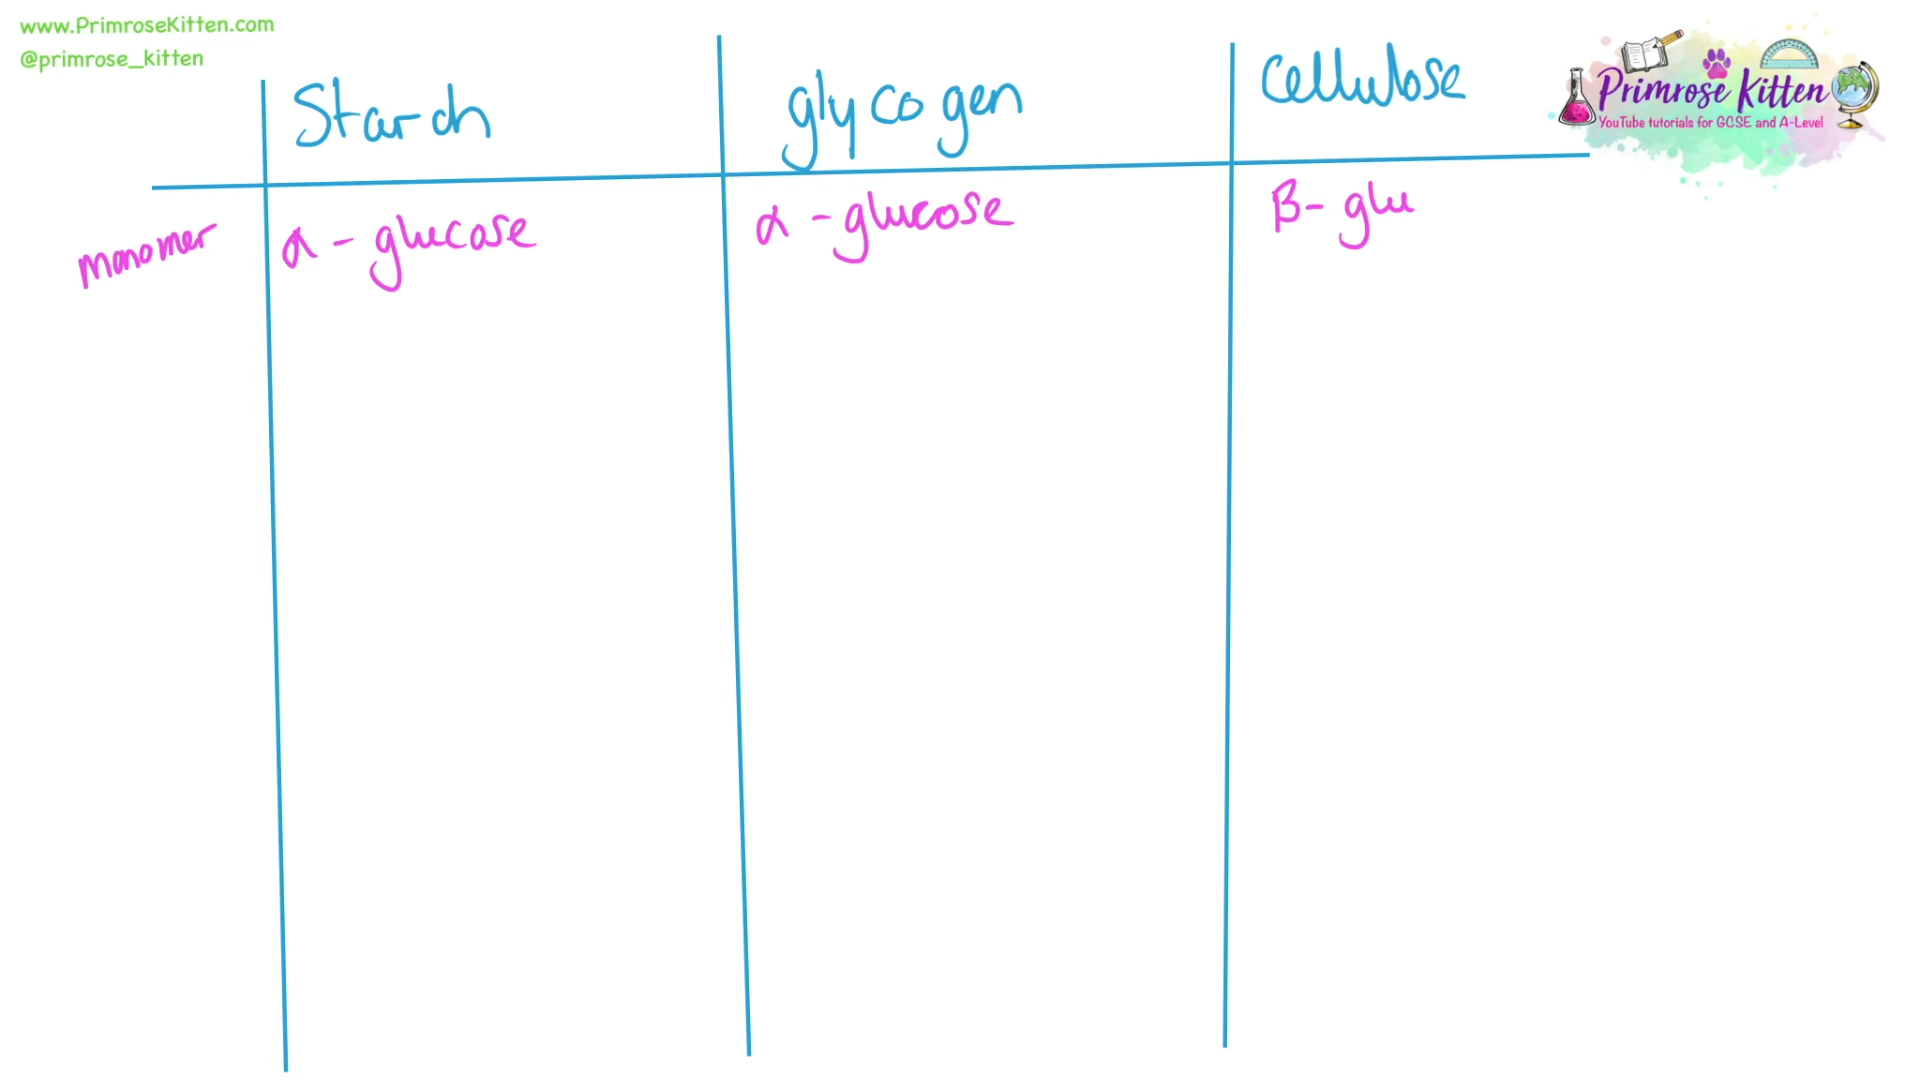 www.PrimroseKitten.com
@primrose_kitten
Primrose Kitten
YouTube tutorials for GCSE and A-Level
Starch glycogen cellulose
monomer α-glucose α-glucose β-glu